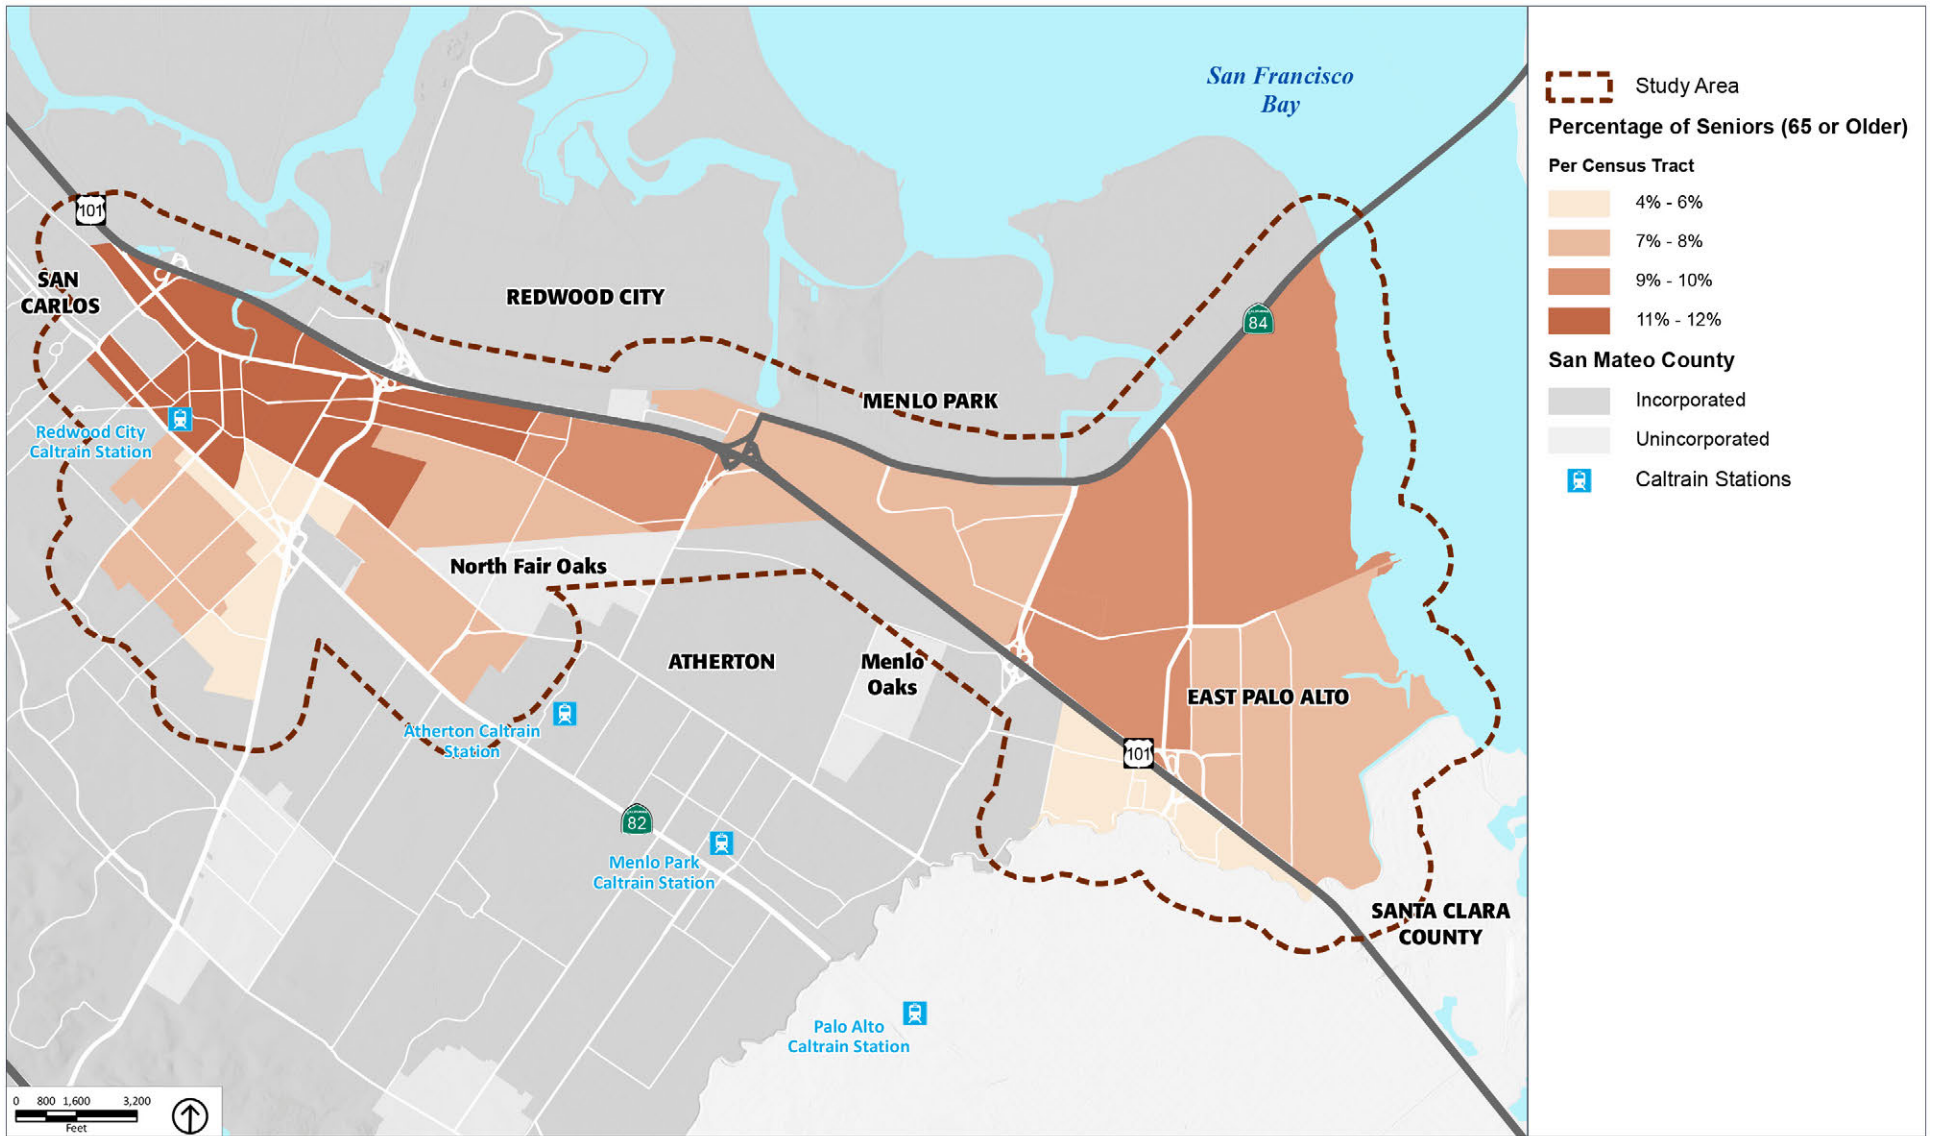 San Francisco
Bay
101
SAN
CARLOS
REDWOOD CITY
84
MENLO PARK
Redwood City
Caltrain Station
North Fair Oaks
ATHERTON
Menlo
Oaks
EAST PALO ALTO
Atherton Caltrain
Station
101
CALIFORNIA
82
Menlo Park
Caltrain Station
SANTA CLARA
COUNTY
Palo Alto
Caltrain Station
0 800 1,600 3,200
Feet
Study Area
Percentage of Seniors (65 or Older)
Per Census Tract
4% - 6%
7% - 8%
9% - 10%
11% - 12%
San Mateo County
Incorporated
Unincorporated
Caltrain Stations